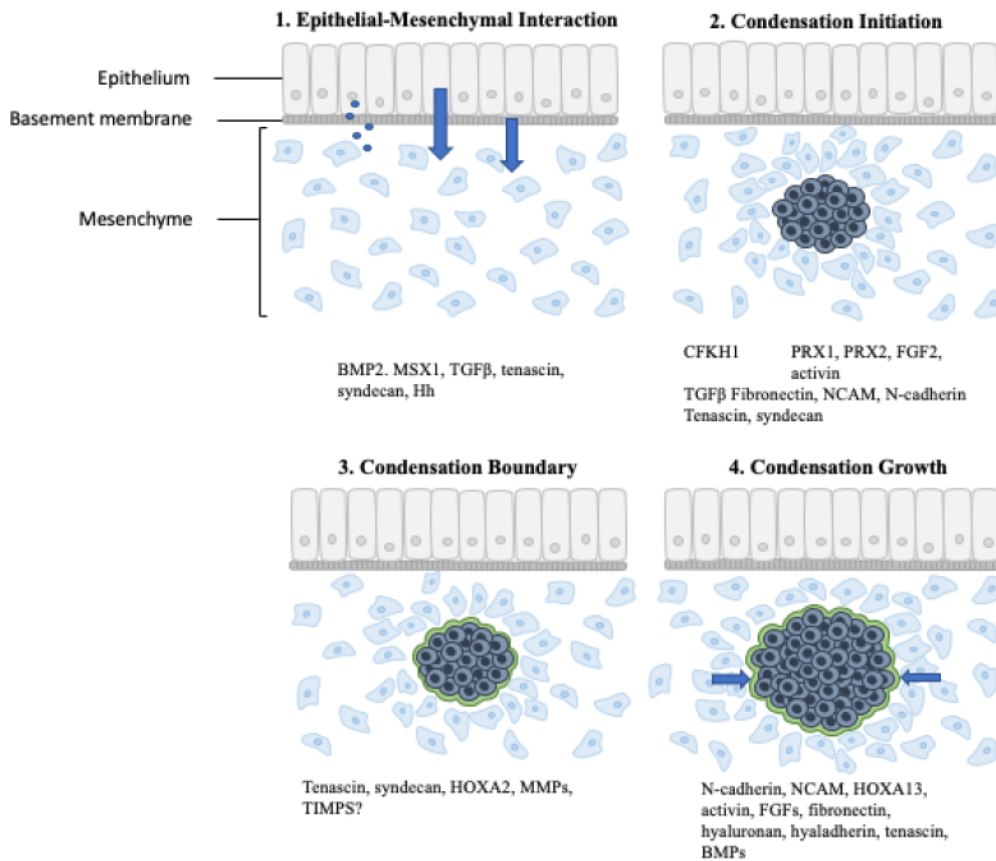 1. Epithelial-Mesenchymal Interaction
Epithelium
Basement membrane
Mesenchyme
BMP2. MSX1, TGFβ, tenascin,
syndecan, Hh
2. Condensation Initiation
CFKH1 PRX1, PRX2, FGF2,
activin
TGFβ Fibronectin, NCAM, N-cadherin
Tenascin, syndecan
3. Condensation Boundary
Tenascin, syndecan, HOXA2, MMPs,
TIMPS?
4. Condensation Growth
N-cadherin, NCAM, HOXA13,
activin, FGFs, fibronectin,
hyaluronan, hyaladherin, tenascin,
BMPs